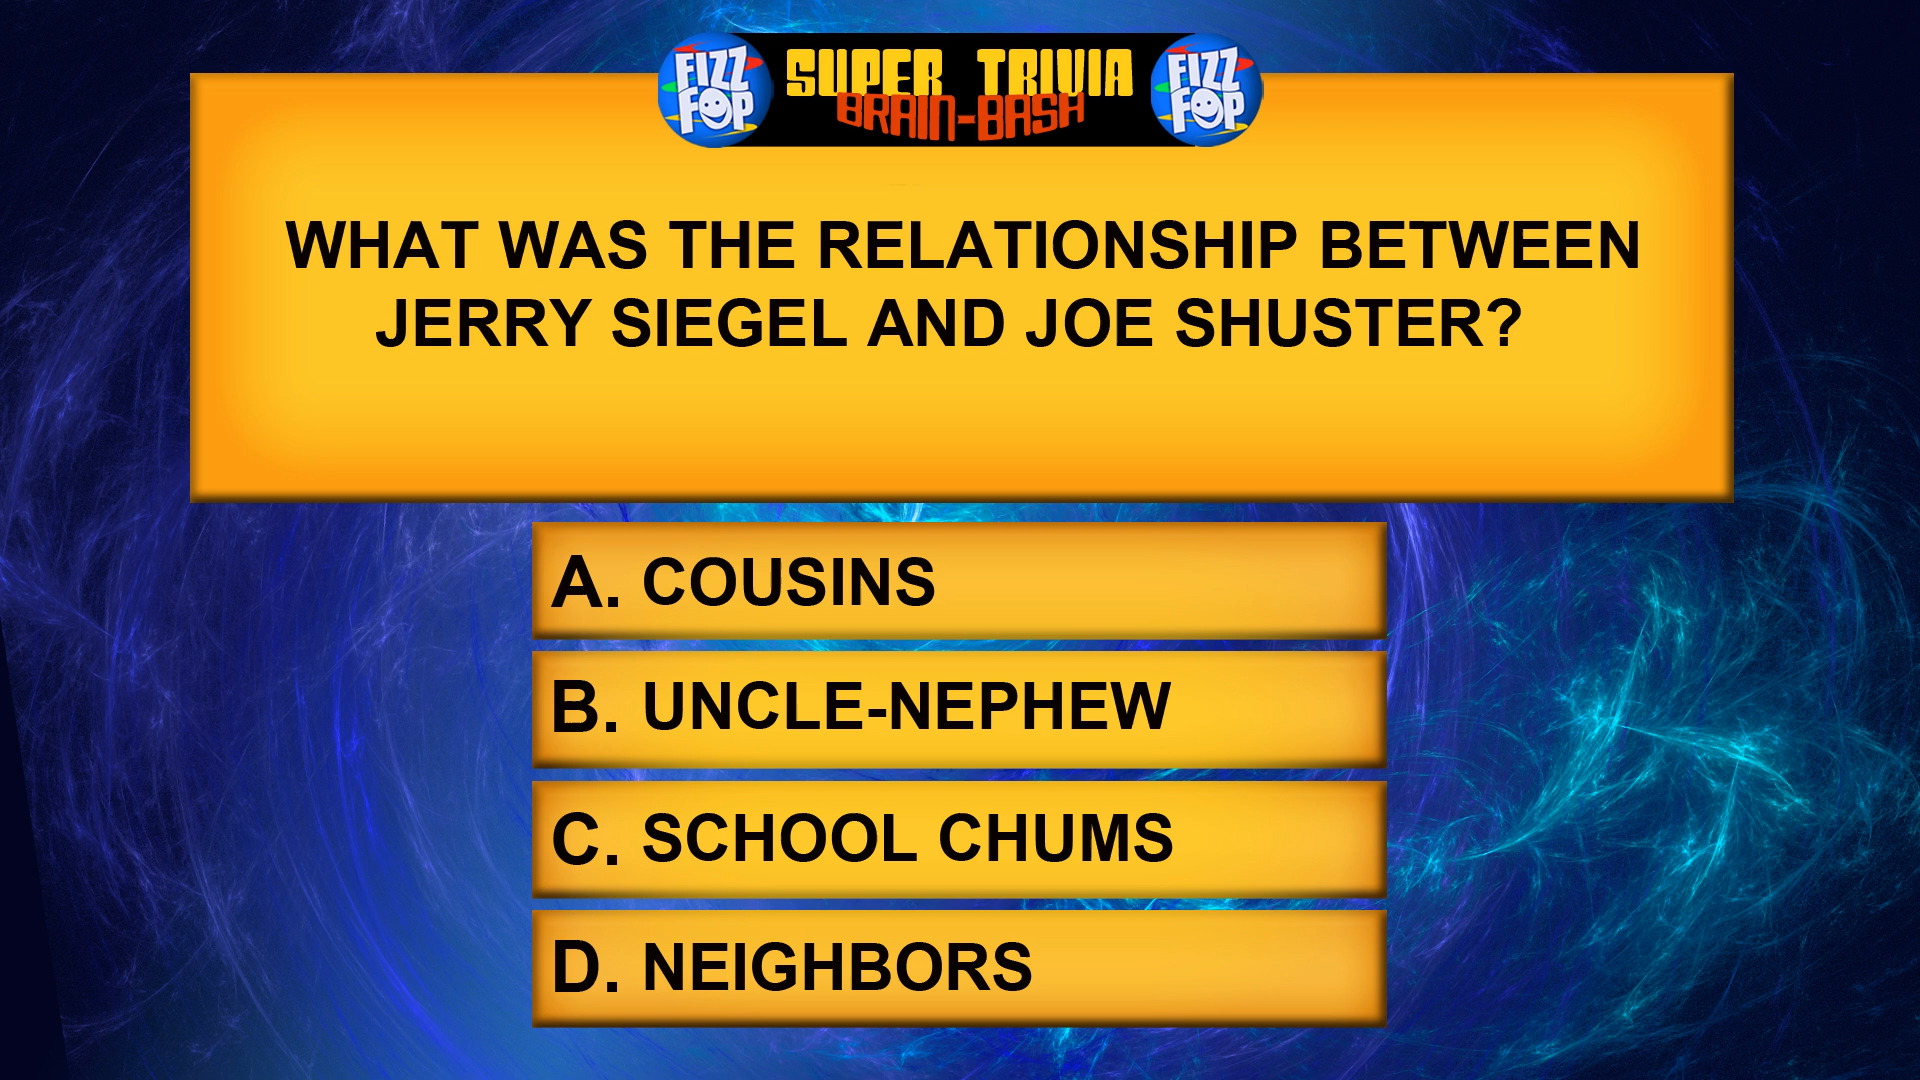 FIZZ FOP
SUPER TRIVIA
BRAIN-BASH
FIZZ FOP
WHAT WAS THE RELATIONSHIP BETWEEN
JERRY SIEGEL AND JOE SHUSTER?
A. COUSINS
B. UNCLE-NEPHEW
C. SCHOOL CHUMS
D. NEIGHBORS